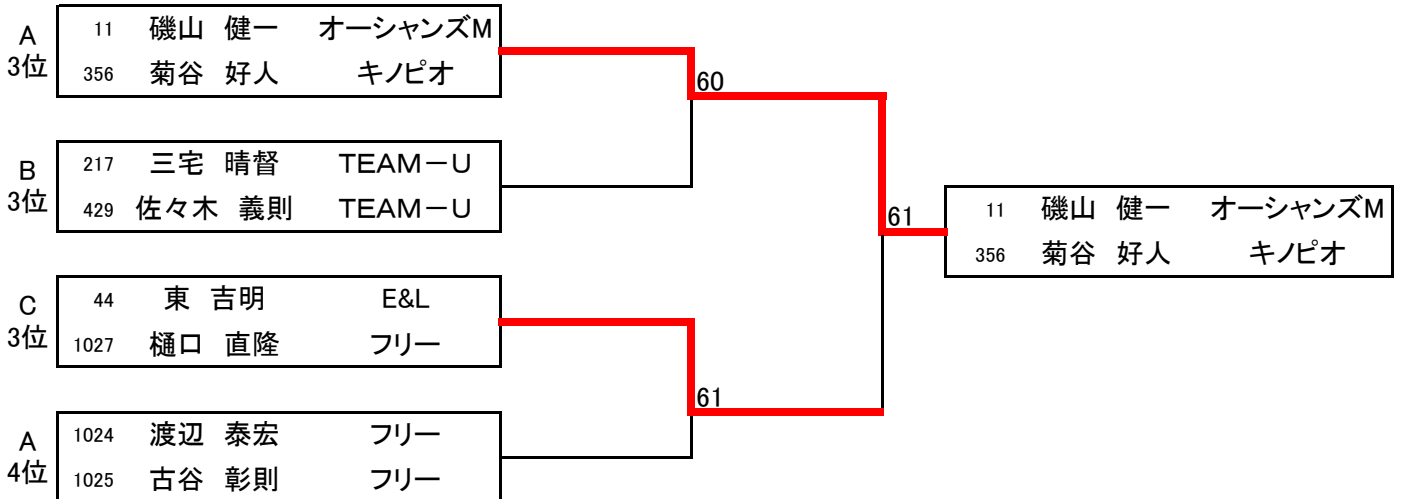 A
3位
11 磯山 健一 オーシャンズM
356 菊谷 好人 キノピオ
60
B
3位
217 三宅 晴督 TEAM－U
429 佐々木 義則 TEAM－U
61
11 磯山 健一 オーシャンズM
356 菊谷 好人 キノピオ
C
3位
44 東 吉明 E&L
1027 樋口 直隆 フリー
61
A
4位
1024 渡辺 泰宏 フリー
1025 古谷 彰則 フリー